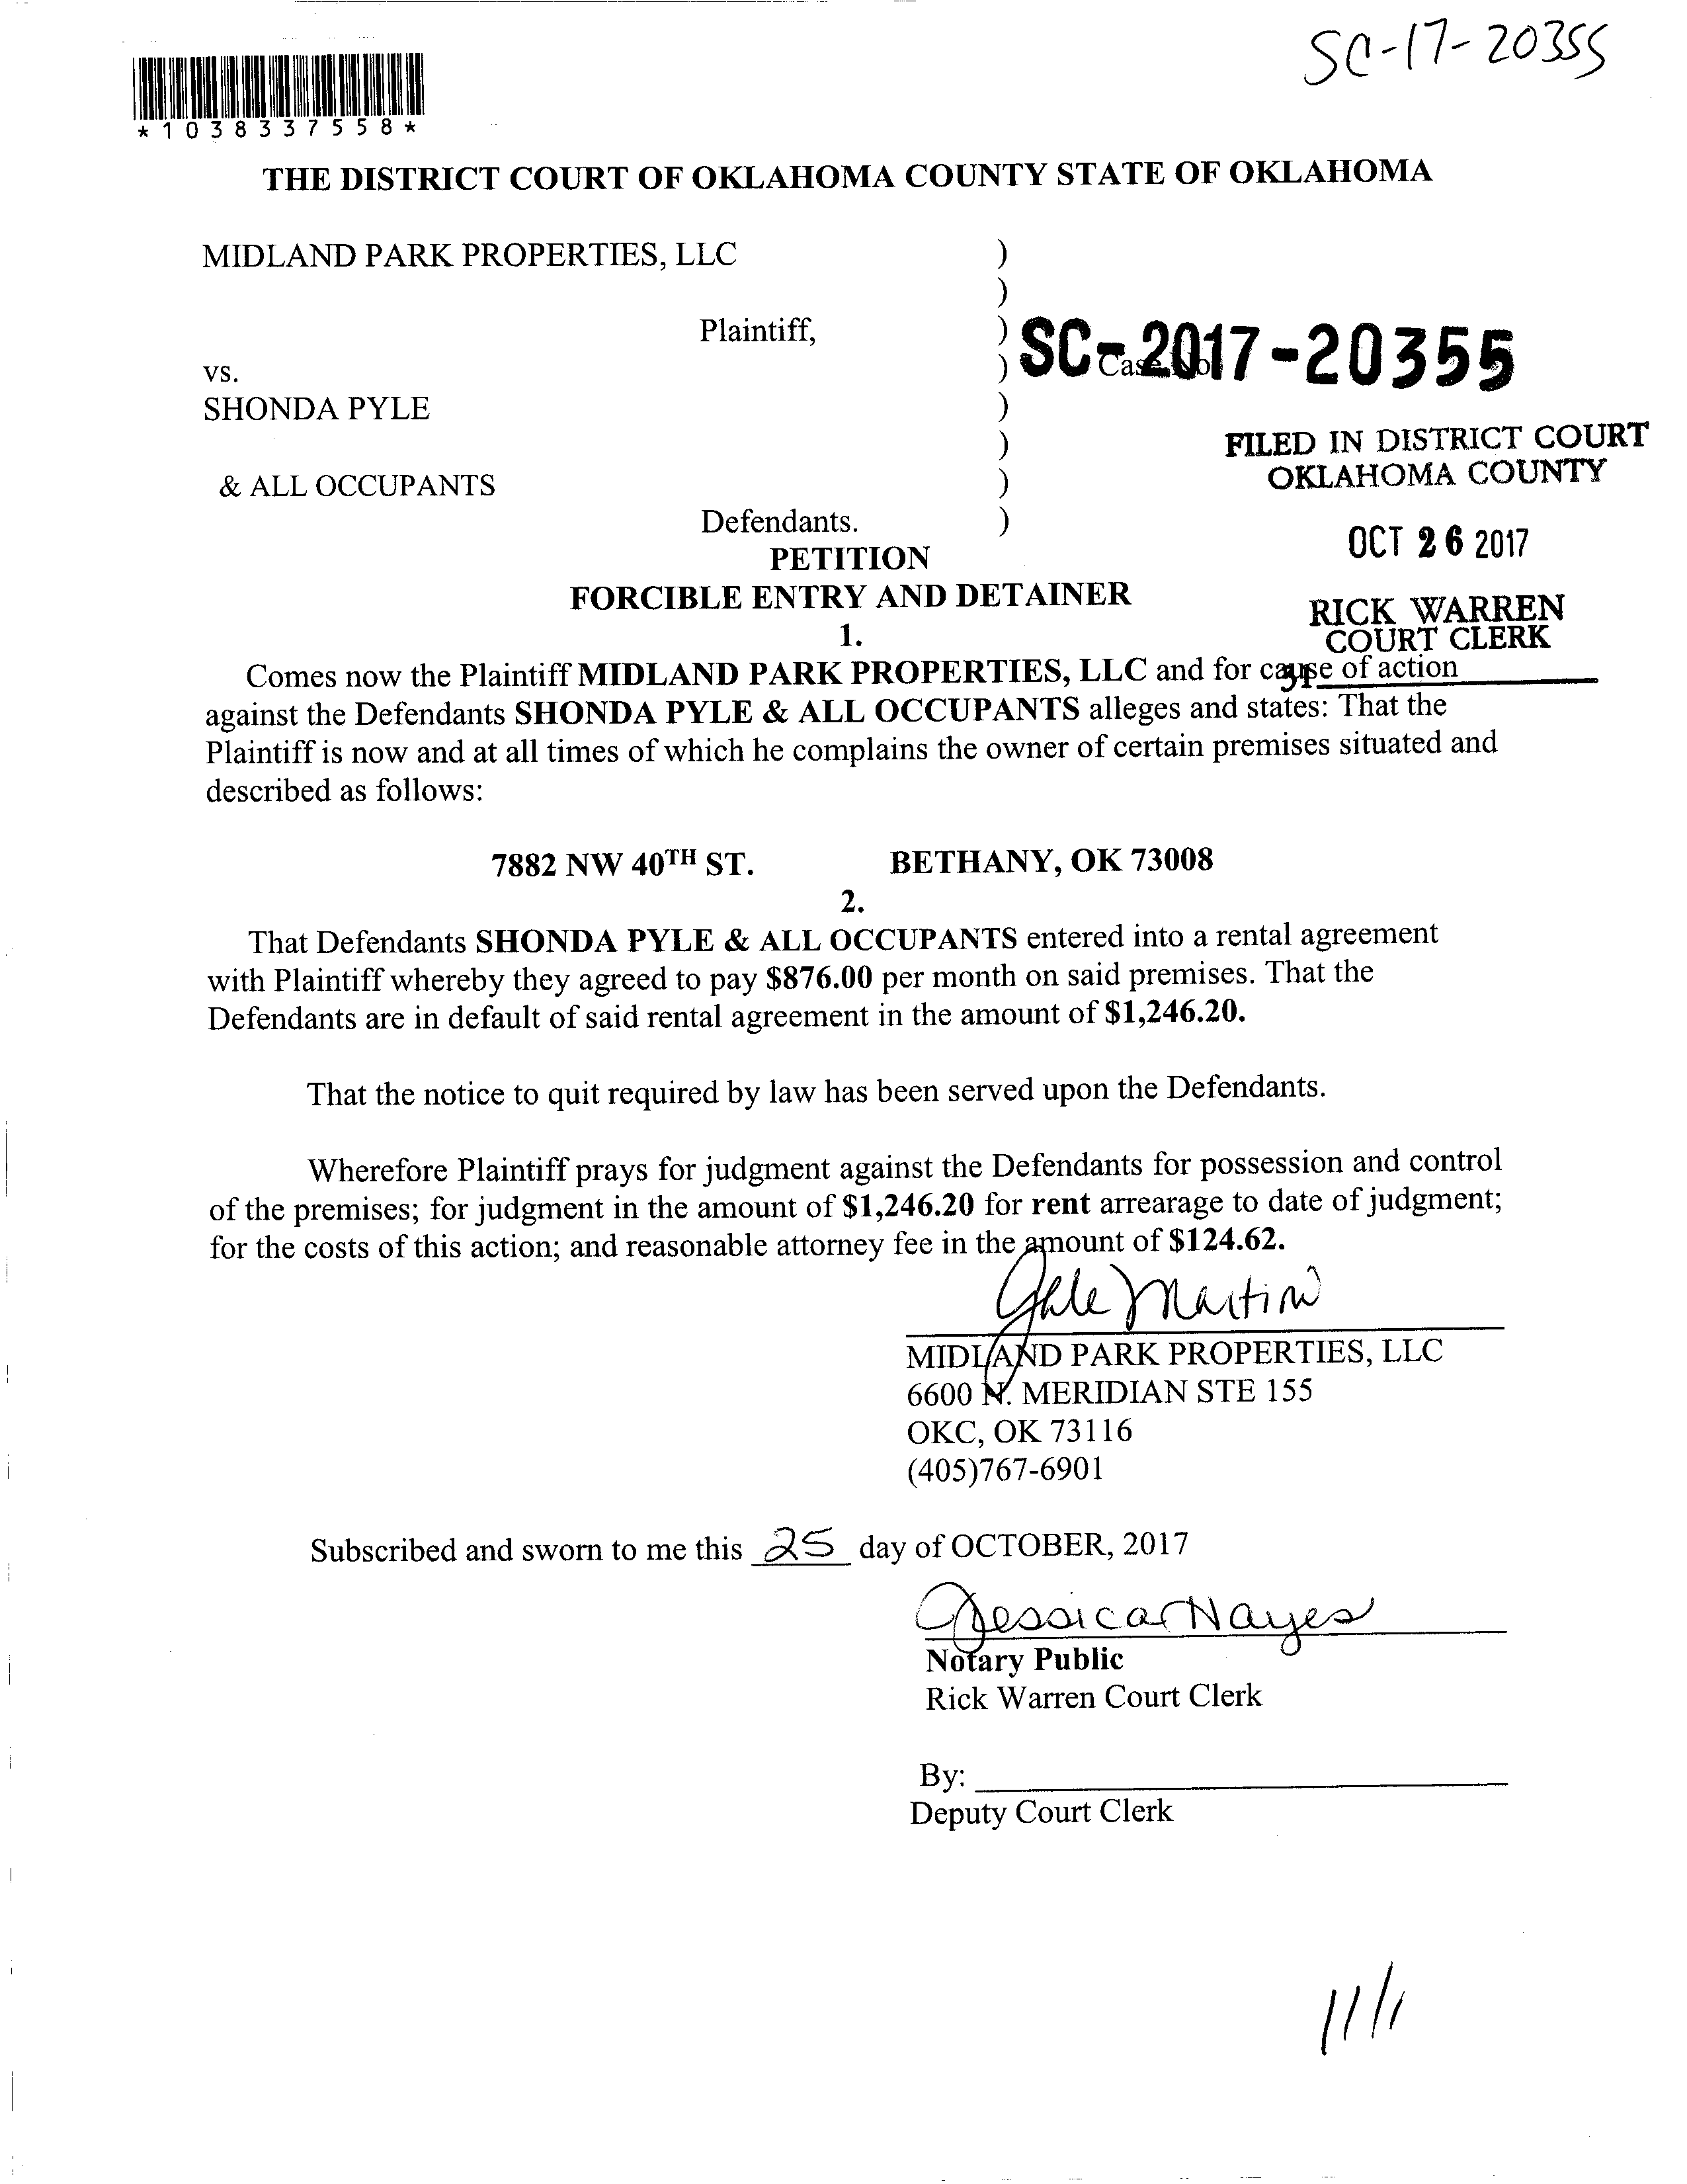 SC-17-20355
*1038337558*
THE DISTRICT COURT OF OKLAHOMA COUNTY STATE OF OKLAHOMA
MIDLAND PARK PROPERTIES, LLC )
)
Plaintiff, )
vs. )
SC-2017-20355
Case No
SHONDA PYLE )
)
& ALL OCCUPANTS )
Defendants. )
FILED IN DISTRICT COURT
OKLAHOMA COUNTY
OCT 26 2017
RICK WARREN
COURT CLERK
31
PETITION
FORCIBLE ENTRY AND DETAINER
1.
Comes now the Plaintiff MIDLAND PARK PROPERTIES, LLC and for cause of action
against the Defendants SHONDA PYLE & ALL OCCUPANTS alleges and states: That the
Plaintiff is now and at all times of which he complains the owner of certain premises situated and
described as follows:
7882 NW 40TH ST. BETHANY, OK 73008
2.
That Defendants SHONDA PYLE & ALL OCCUPANTS entered into a rental agreement
with Plaintiff whereby they agreed to pay $876.00 per month on said premises. That the
Defendants are in default of said rental agreement in the amount of $1,246.20.
That the notice to quit required by law has been served upon the Defendants.
Wherefore Plaintiff prays for judgment against the Defendants for possession and control
of the premises; for judgment in the amount of $1,246.20 for rent arrearage to date of judgment;
for the costs of this action; and reasonable attorney fee in the amount of $124.62.
Martin
MIDLAND PARK PROPERTIES, LLC
6600 N. MERIDIAN STE 155
OKC, OK 73116
(405)767-6901
Subscribed and sworn to me this 25 day of OCTOBER, 2017
Jessica Hayes
Notary Public
Rick Warren Court Clerk
By:
Deputy Court Clerk
11/1